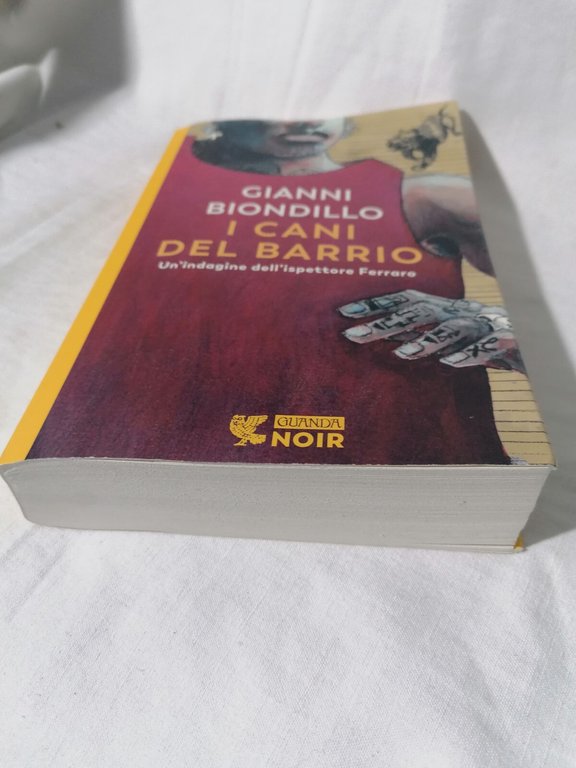 GIANNI
BIONDILLO
I CANI
DEL BARRIO
Un'indagine dell'ispettore Ferraro
GUANDA
NOIR